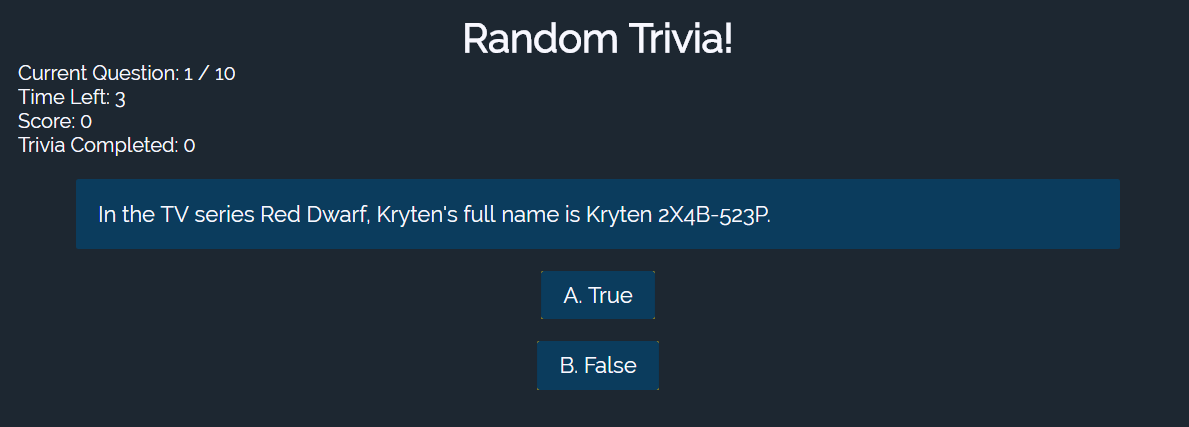 Random Trivia!
Current Question: 1 / 10
Time Left: 3
Score: 0
Trivia Completed: 0
In the TV series Red Dwarf, Kryten's full name is Kryten 2X4B-523P.
A. True
B. False